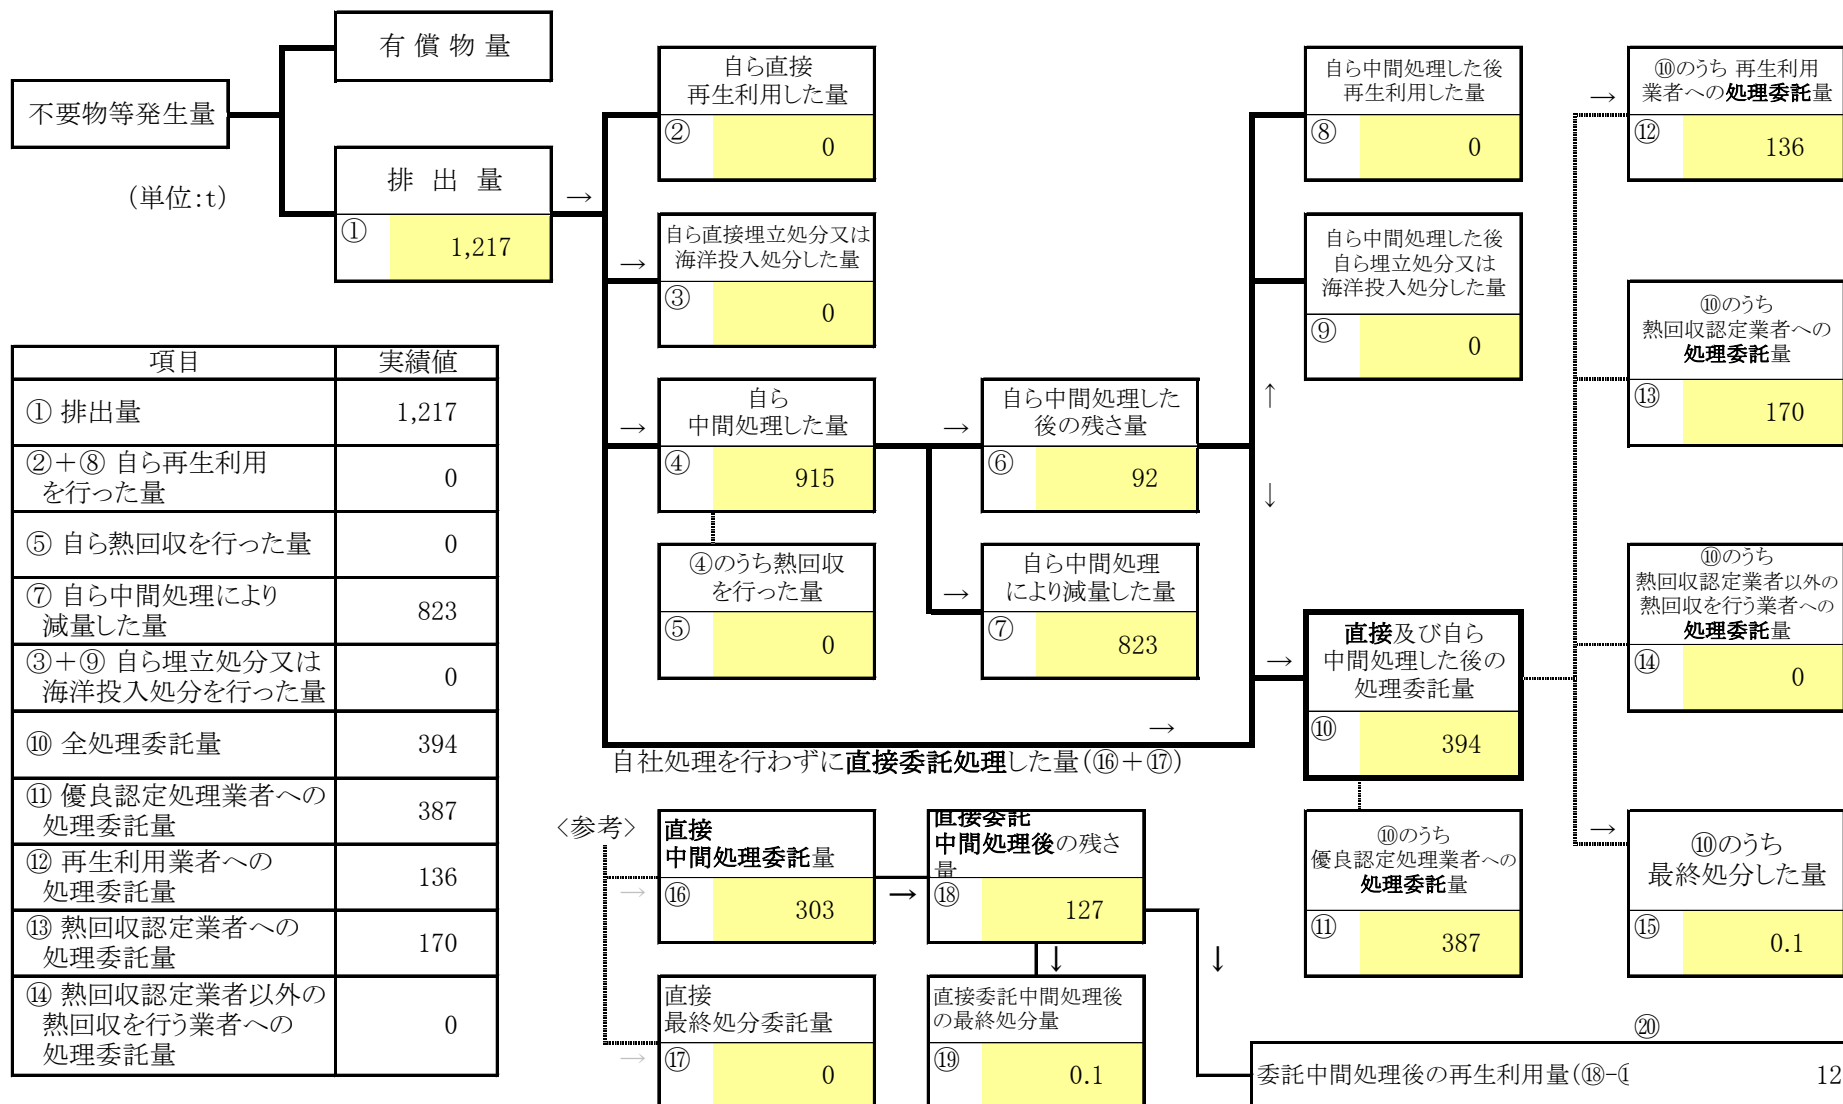 有償物量
不要物等発生量
(単位:t)
排出量
→
① 1,217
自ら直接
再生利用した量
② 0
自ら直接埋立処分又は
海洋投入処分した量
→
③ 0
自ら
中間処理した量
→
④ 915
④のうち熱回収
を行った量
⑤ 0
自ら中間処理した
後の残さ量
→
⑥ 92
自ら中間処理
により減量した量
→
⑦ 823
自ら中間処理した後
再生利用した量
⑧ 0
自ら中間処理した後
自ら埋立処分又は
海洋投入処分した量
⑨ 0
↑
↓
→
直接及び自ら
中間処理した後の
処理委託量
⑩ 394
⑩のうち
優良認定処理業者への
処理委託量
⑪ 387
→
⑩のうち 再生利用
業者への処理委託量
⑫ 136
⑩のうち
熱回収認定業者への
処理委託量
⑬ 170
⑩のうち
熱回収認定業者以外の
熱回収を行う業者への
処理委託量
⑭ 0
→
⑩のうち
最終処分した量
⑮ 0.1
→
自社処理を行わずに直接委託処理した量(⑯+⑰)
項目 実績値
① 排出量 1,217
②+⑧ 自ら再生利用
を行った量 0
⑤ 自ら熱回収を行った量 0
⑦ 自ら中間処理により
減量した量 823
③+⑨ 自ら埋立処分又は
海洋投入処分を行った量 0
⑩ 全処理委託量 394
⑪ 優良認定処理業者への
処理委託量 387
⑫ 再生利用業者への
処理委託量 136
⑬ 熱回収認定業者への
処理委託量 170
⑭ 熱回収認定業者以外の
熱回収を行う業者への
処理委託量 0
〈参考〉
直接
中間処理委託量
→
⑯ 303
直接
最終処分委託量
→
⑰ 0
→
直接委託
中間処理後の残さ
量
⑱ 127
↓
↓
直接委託中間処理後
の最終処分量
⑲ 0.1
⑳
委託中間処理後の再生利用量(⑱-
12